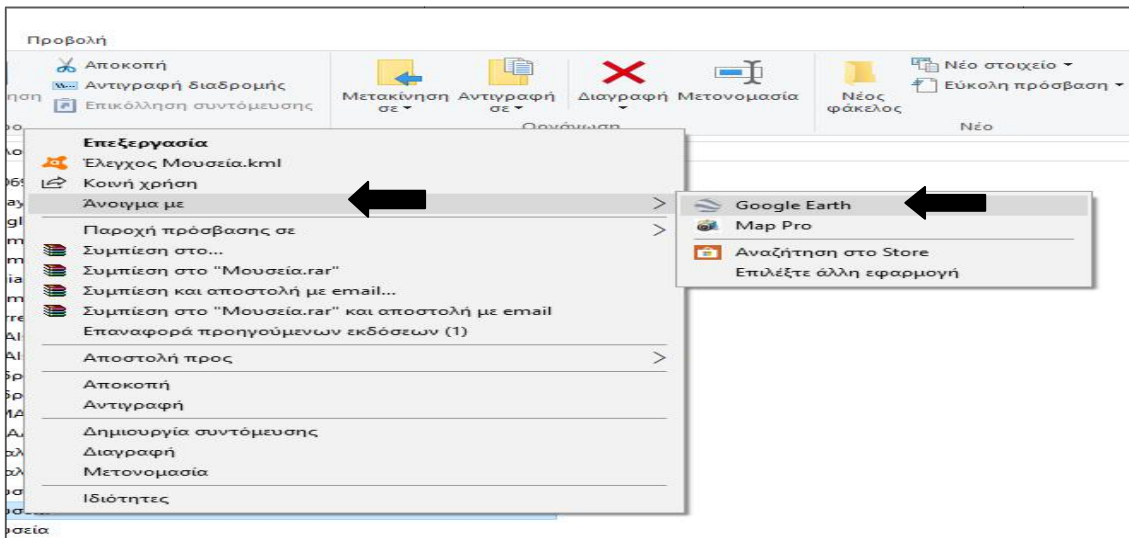 Προβολή
Αποκοπή
Αντιγραφή διαδρομής
Επικόλληση συντόμευσης
Μετακίνηση σε
Αντιγραφή σε
Διαγραφή
Μετονομασία
Νέος φάκελος
Νέο στοιχείο
Εύκολη πρόσβαση
Οργάνωση
Νέο
Επεξεργασία
Έλεγχος Μουσεία.kml
Κοινή χρήση
Άνοιγμα με
Παροχή πρόσβασης σε
Συμπίεση στο...
Συμπίεση στο "Μουσεία.rar"
Συμπίεση και αποστολή με email...
Συμπίεση στο "Μουσεία.rar" και αποστολή με email
Επαναφορά προηγούμενων εκδόσεων (1)
Αποστολή προς
Αποκοπή
Αντιγραφή
Δημιουργία συντόμευσης
Διαγραφή
Μετονομασία
Ιδιότητες
Google Earth
Map Pro
Αναζήτηση στο Store
Επιλέξτε άλλη εφαρμογή